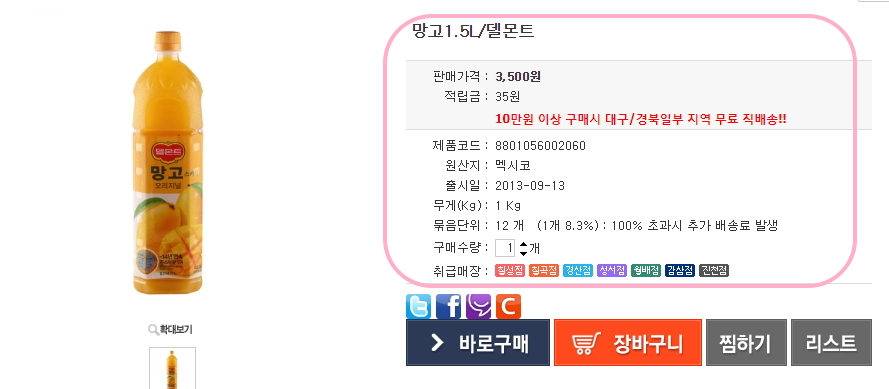 망고1.5L/델몬트
판매가격 : 3,500원
적립금 : 35원
10만원 이상 구매시 대구/경북일부 지역 무료 직배송!!
제품코드 : 8801056002060
원산지 : 멕시코
출시일 : 2013-09-13
무게(Kg) : 1 Kg
묶음단위 : 12 개 (1개 8.3%) : 100% 초과시 추가 배송료 발생
구매수량 : 1 개
취급매장 : 칠성점 칠곡점 경산점 성서점 월배점 감삼점 진천점
델몬트
망고
오리지널
확대보기
바로구매
장바구니
찜하기
리스트